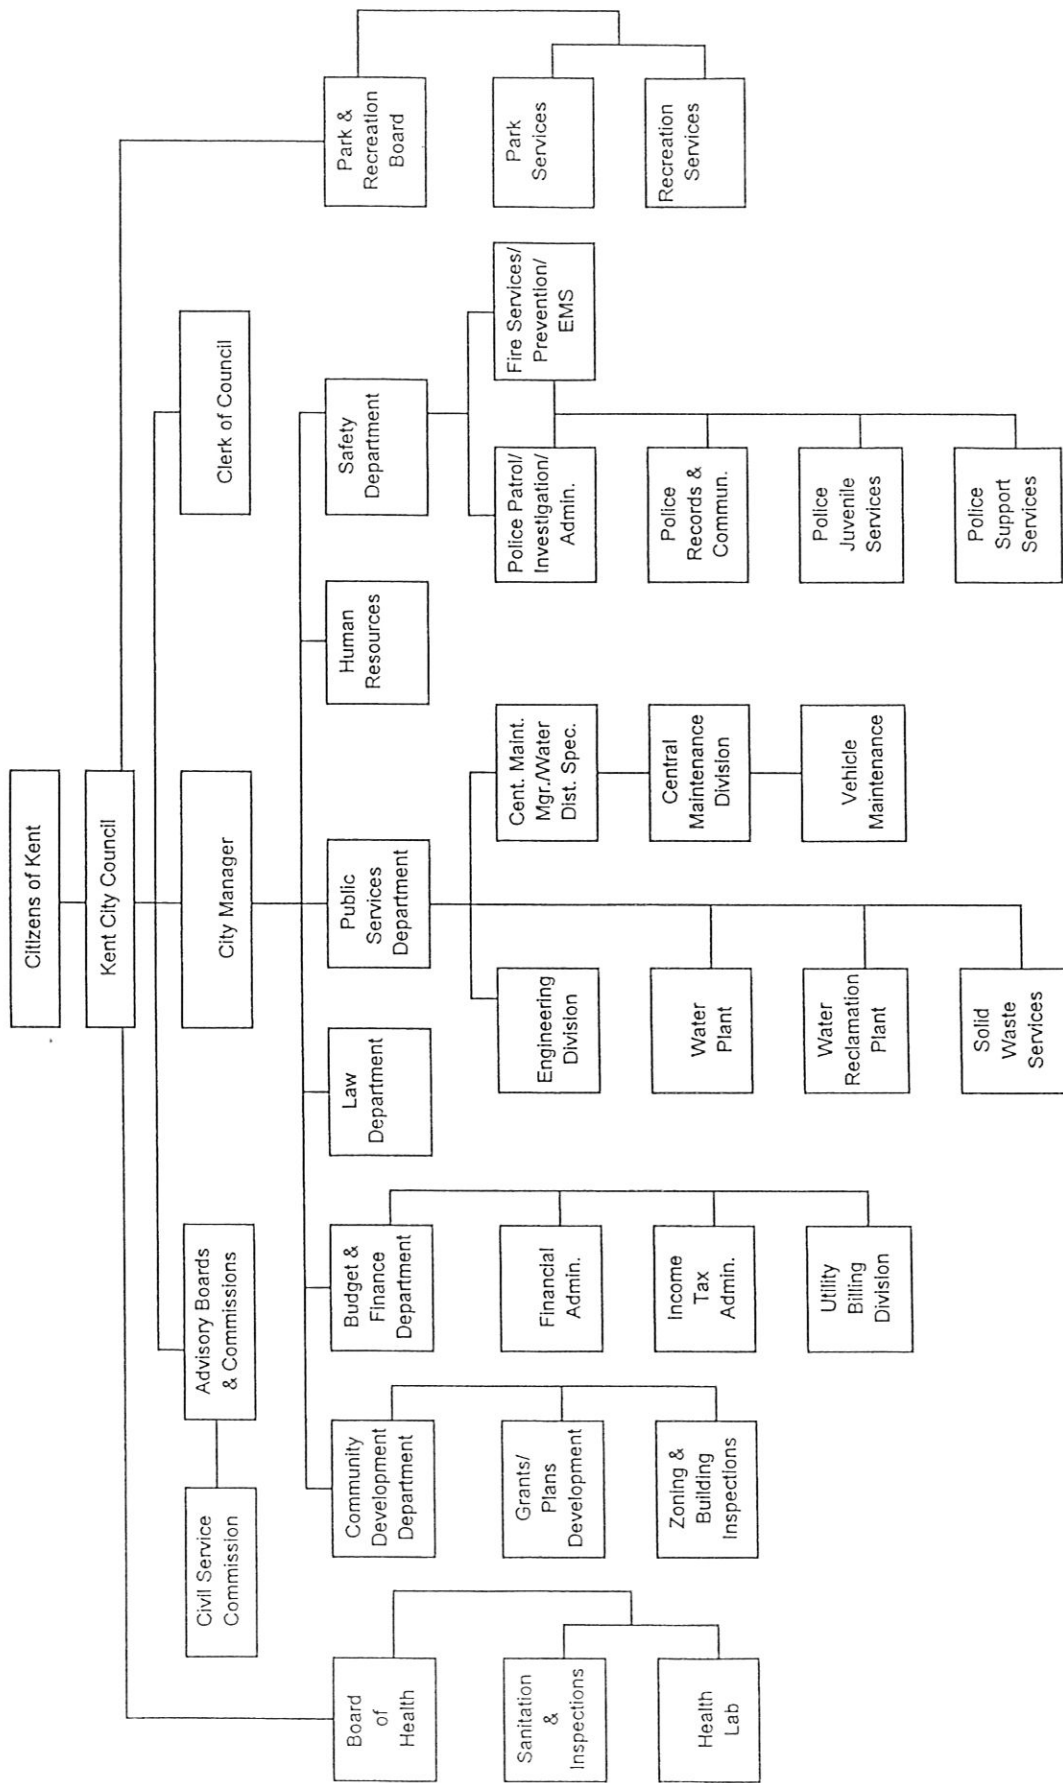 Citizens of Kent
Kent City Council
Civil Service
Commission
Advisory Boards
& Commissions
City Manager
Clerk of Council
Board
of
Health
Community
Development
Department
Budget &
Finance
Department
Law
Department
Public
Services
Department
Human
Resources
Safety
Department
Park &
Recreation
Board
Sanitation
&
Inspections
Grants/
Plans
Development
Financial
Admin.
Engineering
Division
Cent. Maint.
Mgr./Water
Dist. Spec.
Police Patrol/
Investigation/
Admin.
Fire Services/
Prevention/
EMS
Park
Services
Health
Lab
Zoning &
Building
Inspections
Income
Tax
Admin.
Water
Plant
Central
Maintenance
Division
Police
Records &
Commun.
Recreation
Services
Utility
Billing
Division
Water
Reclamation
Plant
Vehicle
Maintenance
Police
Juvenile
Services
Solid
Waste
Services
Police
Support
Services